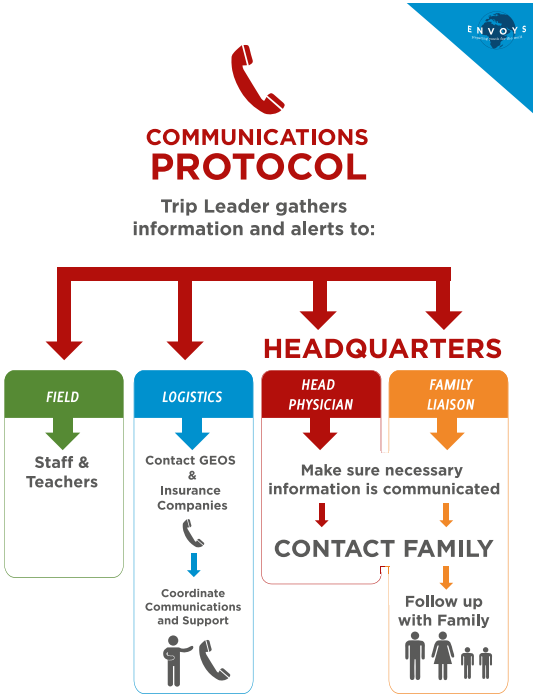 ENVOYS
COMMUNICATIONS
PROTOCOL
Trip Leader gathers
information and alerts to:
HEADQUARTERS
FIELD
Staff &
Teachers
LOGISTICS
Contact GEOS
&
Insurance
Companies
Coordinate
Communications
and Support
HEAD
PHYSICIAN
FAMILY
LIAISON
Make sure necessary
information is communicated
CONTACT FAMILY
Follow up
with Family